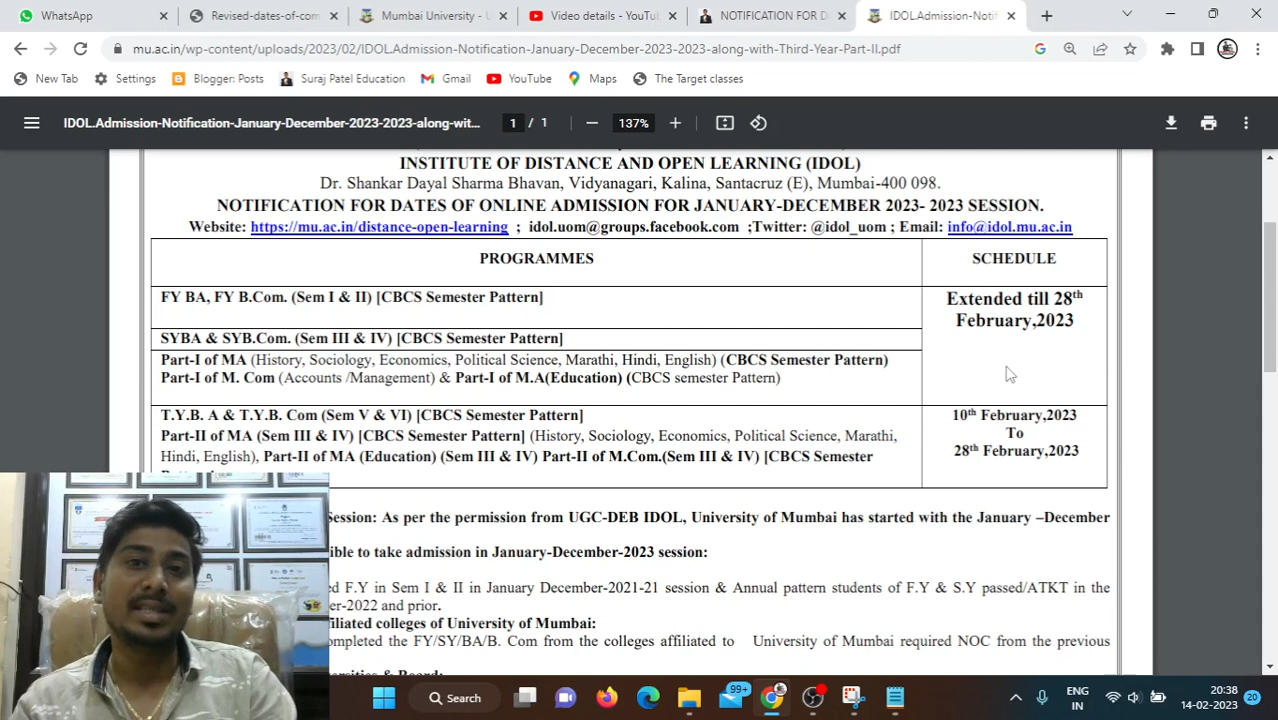 WhatsApp
Revised-dates-of-com
Mumbai University - U
Video details - YouTu
NOTIFICATION FOR D
IDOL.Admission-Notif
mu.ac.in/wp-content/uploads/2023/02/IDOL.Admission-Notification-January-December-2023-2023-along-with-Third-Year-Part-II.pdf
New Tab
Settings
Blogger: Posts
Suraj Patel Education
Gmail
YouTube
Maps
The Target classes
IDOL.Admission-Notification-January-December-2023-2023-along-wit...
1 / 1
137%
INSTITUTE OF DISTANCE AND OPEN LEARNING (IDOL)
Dr. Shankar Dayal Sharma Bhavan, Vidyanagari, Kalina, Santacruz (E), Mumbai-400 098.
NOTIFICATION FOR DATES OF ONLINE ADMISSION FOR JANUARY-DECEMBER 2023- 2023 SESSION.
Website: https://mu.ac.in/distance-open-learning ; idol.uom@groups.facebook.com ;Twitter: @idol_uom ; Email: info@idol.mu.ac.in
PROGRAMMES
SCHEDULE
FY BA, FY B.Com. (Sem I & II) [CBCS Semester Pattern]
SYBA & SYB.Com. (Sem III & IV) [CBCS Semester Pattern]
Part-I of MA (History, Sociology, Economics, Political Science, Marathi, Hindi, English) (CBCS Semester Pattern)
Part-I of M. Com (Accounts /Management) & Part-I of M.A(Education) (CBCS semester Pattern)
Extended till 28th
February,2023
T.Y.B. A & T.Y.B. Com (Sem V & VI) [CBCS Semester Pattern]
Part-II of MA (Sem III & IV) [CBCS Semester Pattern] (History, Sociology, Economics, Political Science, Marathi,
Hindi, English), Part-II of MA (Education) (Sem III & IV) Part-II of M.Com.(Sem III & IV) [CBCS Semester
10th February,2023
To
28th February,2023
Session: As per the permission from UGC-DEB IDOL, University of Mumbai has started with the January –December
ible to take admission in January-December-2023 session:
ed F.Y in Sem I & II in January December-2021-21 session & Annual pattern students of F.Y & S.Y passed/ATKT in the
er-2022 and prior.
filiated colleges of University of Mumbai:
ompleted the FY/SY/BA/B. Com from the colleges affiliated to University of Mumbai required NOC from the previous
Search
99+
ENG
IN
20:38
14-02-2023
20